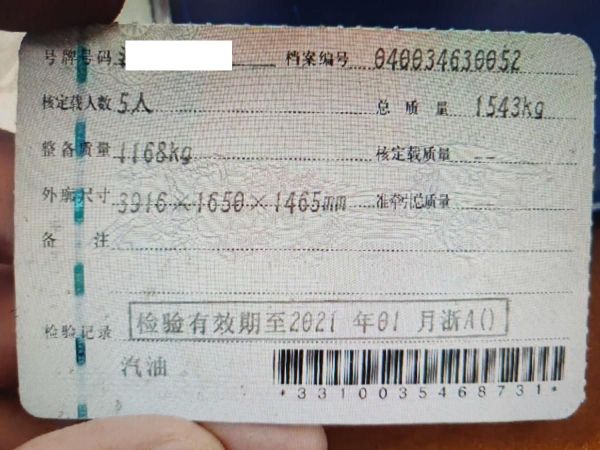 号牌号码 档案编号 040034630052
核定载人数 5人 总质量 1543kg
整备质量 1168kg 核定载质量 --
外廓尺寸 3916×1650×1465mm 准牵引总质量 --
备注
检验记录 检验有效期至2021年01月浙A()
汽油
*3310035468731*